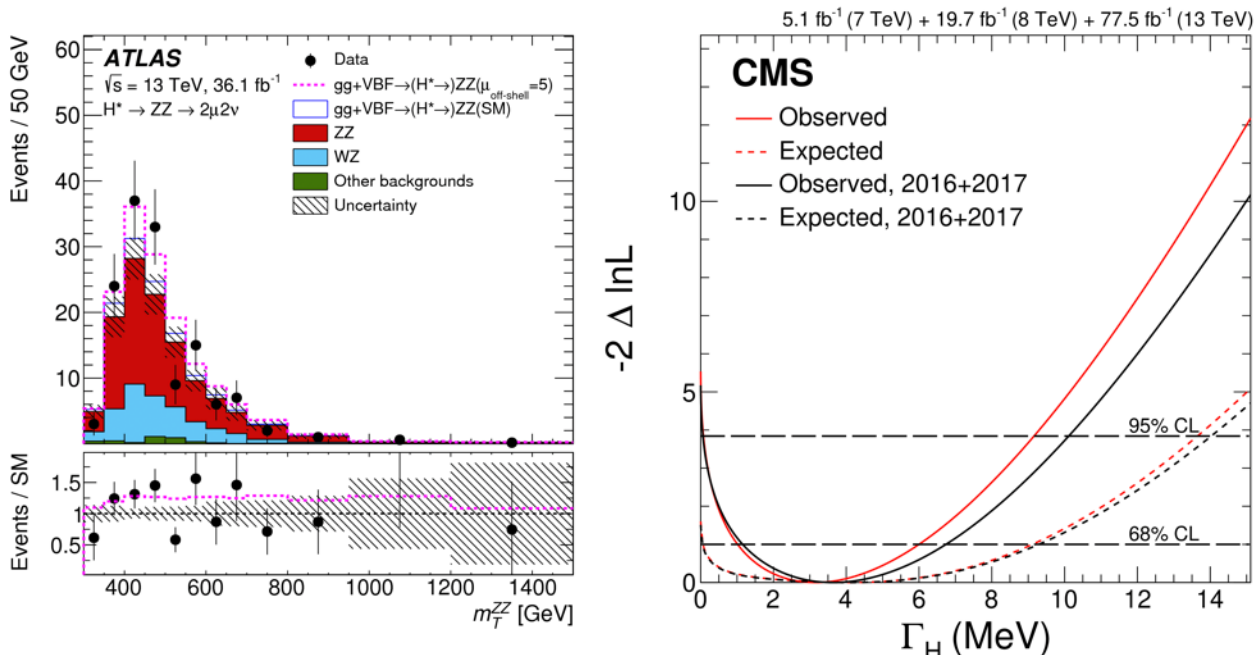 ATLAS
√s = 13 TeV, 36.1 fb⁻¹
H* → ZZ → 2μ2ν
Data
gg+VBF→(H*→)ZZ(μoff-shell=5)
gg+VBF→(H*→)ZZ(SM)
ZZ
WZ
Other backgrounds
Uncertainty
Events / 50 GeV
60
50
40
30
20
10
Events / SM
1.5
1
0.5
400 600 800 1000 1200 1400
m_T^ZZ [GeV]
5.1 fb⁻¹ (7 TeV) + 19.7 fb⁻¹ (8 TeV) + 77.5 fb⁻¹ (13 TeV)
CMS
Observed
Expected
Observed, 2016+2017
Expected, 2016+2017
-2 Δ lnL
10
5
0
95% CL
68% CL
0 2 4 6 8 10 12 14
Γ_H (MeV)